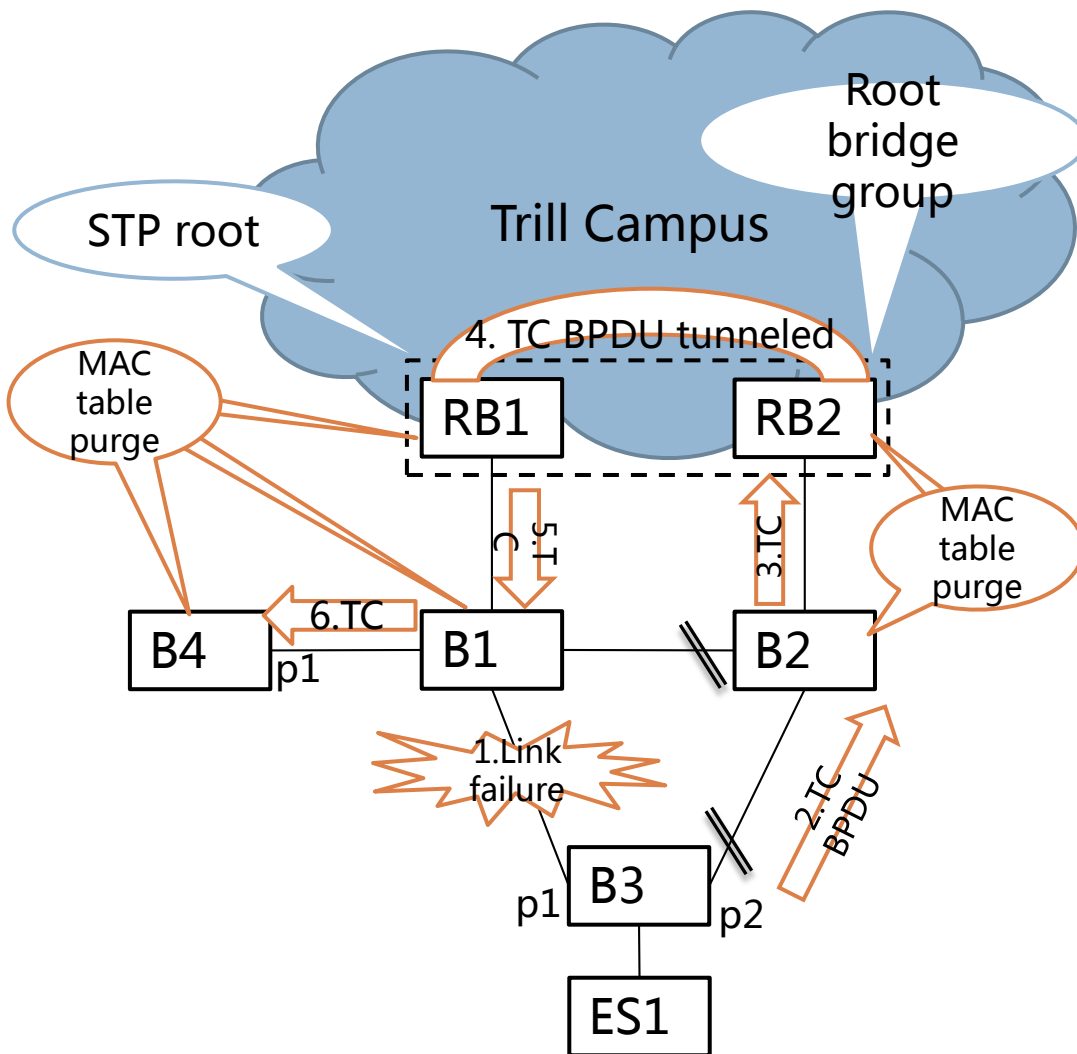 Root
bridge
group
STP root
Trill Campus
4. TC BPDU tunneled
MAC
table
purge
RB1
RB2
5.T
C
3.TC
MAC
table
purge
6.TC
B4
p1
B1
B2
1.Link
failure
2.TC
BPDU
B3
p1
p2
ES1